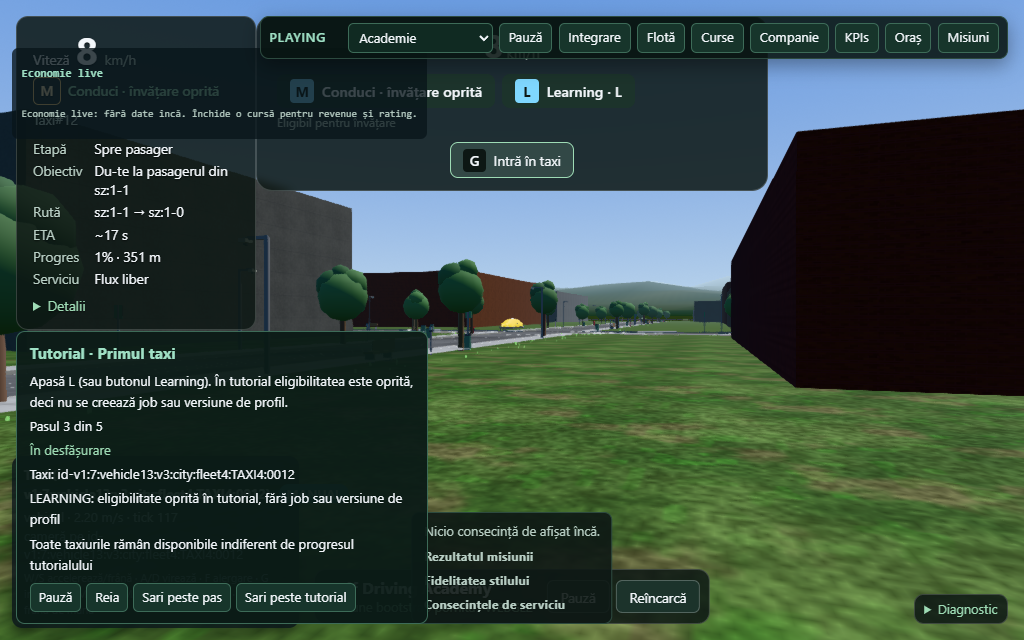 PLAYING
Academie
Pauză
Integrare
Flotă
Curse
Companie
KPIs
Oraș
Misiuni
Viteză 8 km/h
Economie live
M Conduci · învățare oprită
Economie live: fără date încă. Închide o cursă pentru revenue și rating.
Taxi#12
M Conduci · învățare oprită
L Learning · L
Eligibil pentru învățare
G Intră în taxi
Etapă Spre pasager
Obiectiv Du-te la pasagerul din sz:1-1
Rută sz:1-1 → sz:1-0
ETA ~17 s
Progres 1% · 351 m
Serviciu Flux liber
▶ Detalii
Tutorial · Primul taxi
Apasă L (sau butonul Learning). În tutorial eligibilitatea este oprită,
deci nu se creează job sau versiune de profil.
Pasul 3 din 5
În desfășurare
Taxi: id-v1:7:vehicle13:v3:city:fleet4:TAXI4:0012
LEARNING: eligibilitate oprită în tutorial, fără job sau versiune de
profil
Toate taxiurile rămân disponibile indiferent de progresul
tutorialului
Pauză
Reia
Sari peste pas
Sari peste tutorial
Nicio consecință de afișat încă.
Rezultatul misiunii
Fidelitatea stilului
Consecințele de serviciu
Driving Academy
Pauză
Reîncarcă
▶ Diagnostic